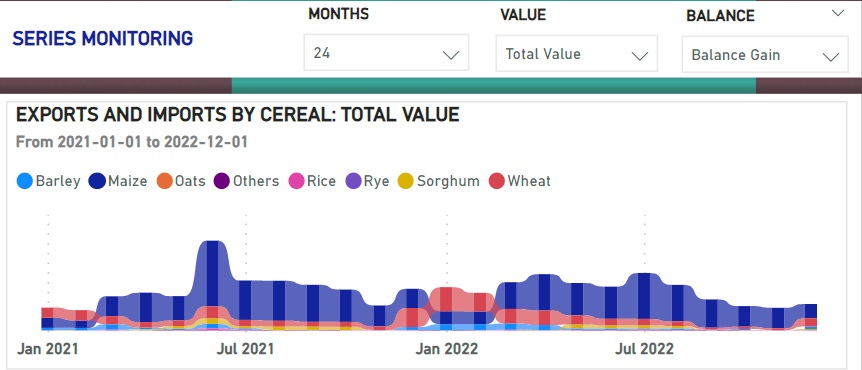 MONTHS VALUE BALANCE
SERIES MONITORING
24 Total Value Balance Gain
EXPORTS AND IMPORTS BY CEREAL: TOTAL VALUE
From 2021-01-01 to 2022-12-01
Barley Maize Oats Others Rice Rye Sorghum Wheat
Jan 2021 Jul 2021 Jan 2022 Jul 2022